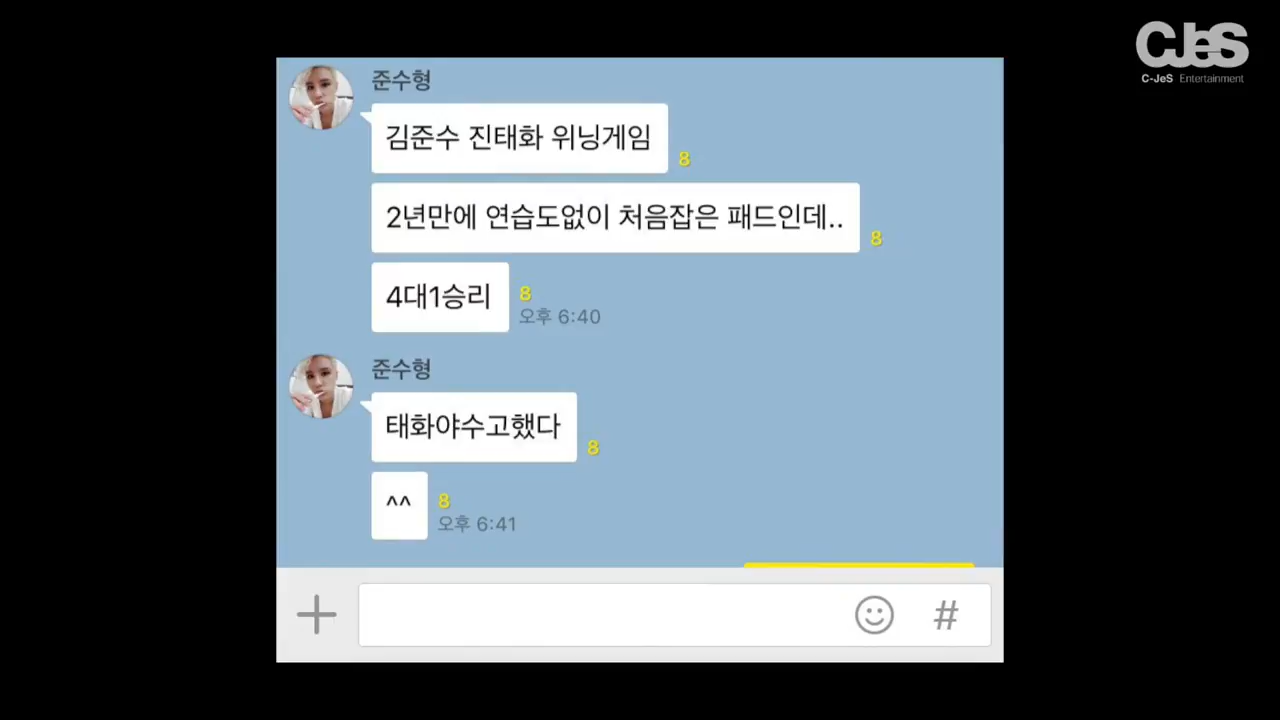 CJeS
C-JeS Entertainment
준수형
김준수 진태화 위닝게임
8
2년만에 연습도없이 처음잡은 패드인데..
8
4대1승리
8
오후 6:40
준수형
태화야수고했다
8
^^
8
오후 6:41
#